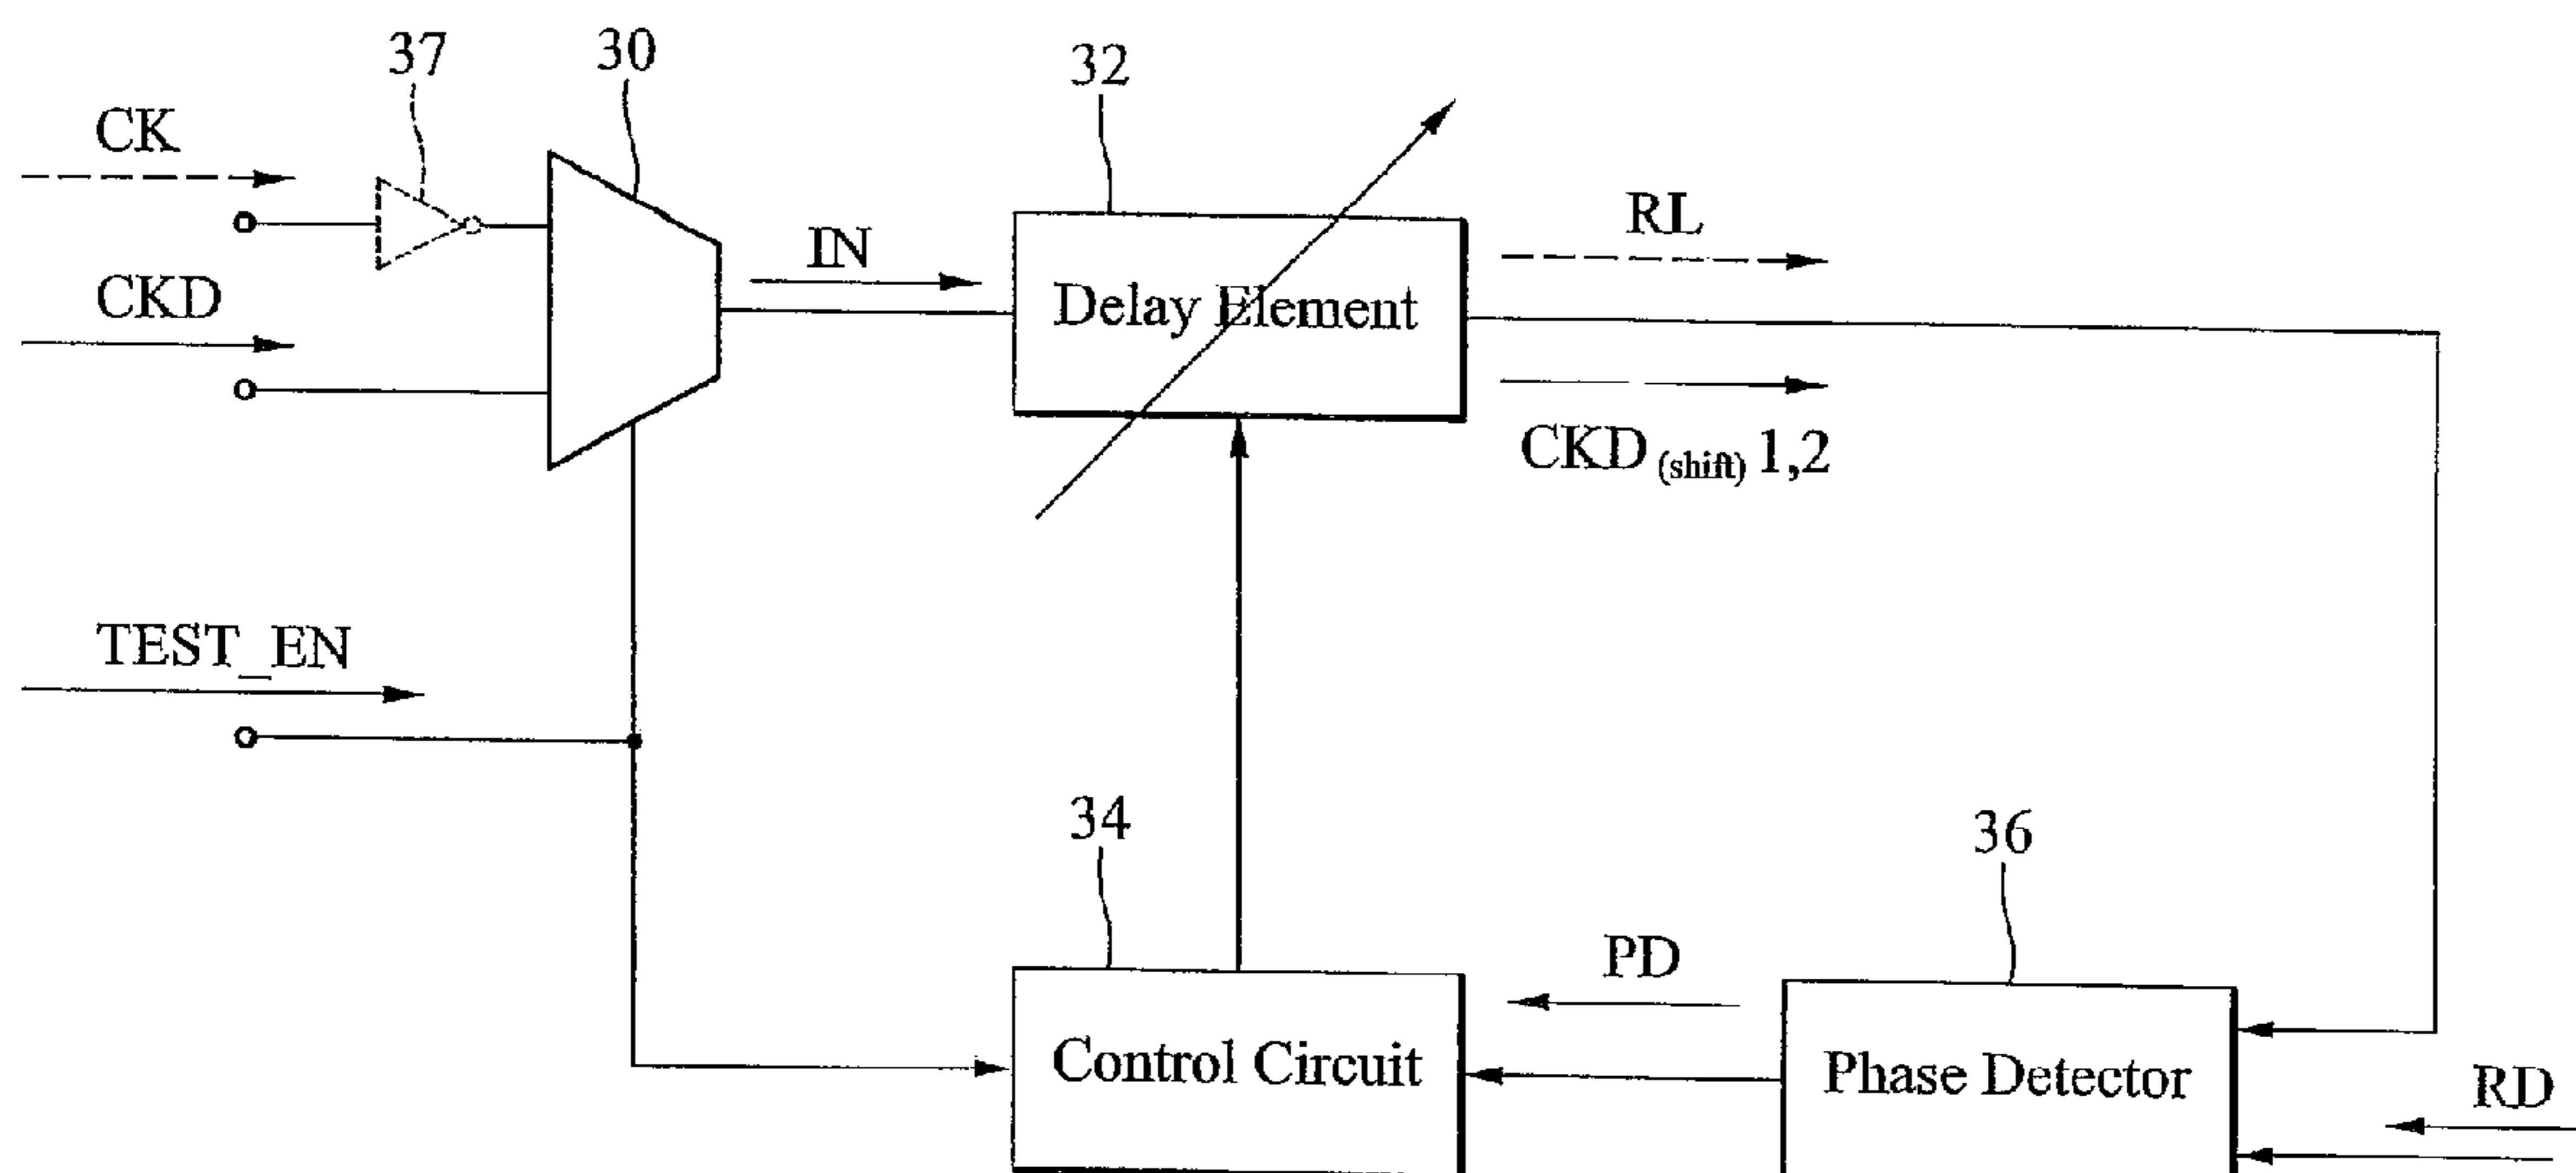 37
30
32
CK
CKD
IN
Delay Element
RL
CKD (shift) 1,2
TEST_EN
34
36
PD
Control Circuit
Phase Detector
RD